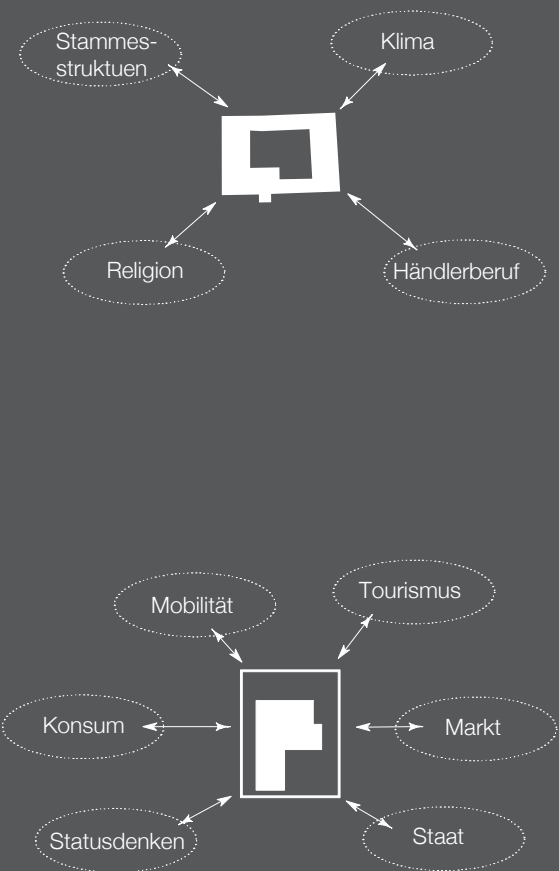 Stammes-
struktuen
Klima
Religion
Händlerberuf
Mobilität
Tourismus
Konsum
Markt
Statusdenken
Staat